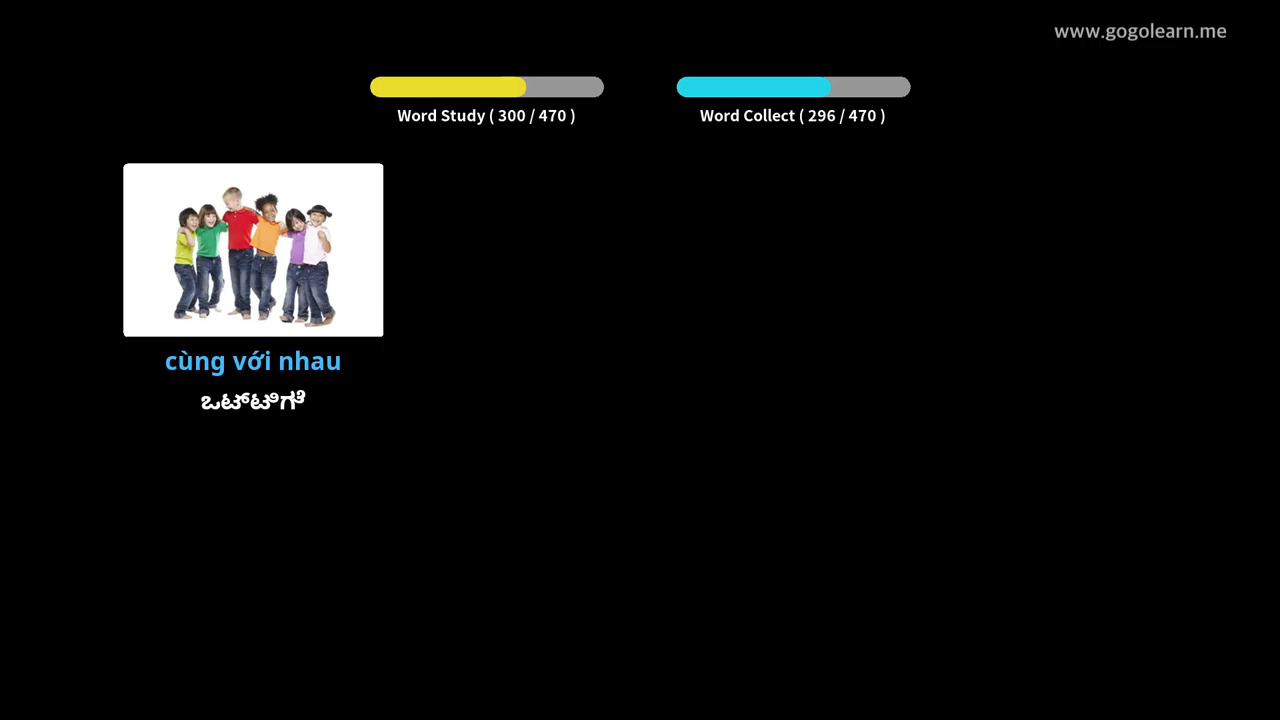 www.gogolearn.me
Word Study ( 300 / 470 )
Word Collect ( 296 / 470 )
cùng với nhau
ಒಟ್ಟಿಗೆ